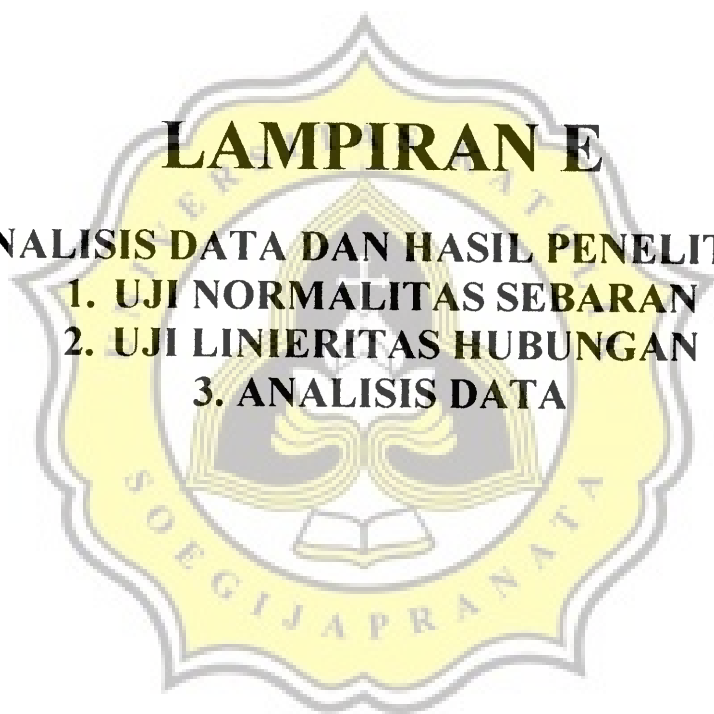 LAMPIRAN E
NALISIS DATA DAN HASIL PENELIT
1. UJI NORMALITAS SEBARAN
2. UJI LINIERITAS HUBUNGAN
3. ANALISIS DATA
SOEGIJAPRANATA